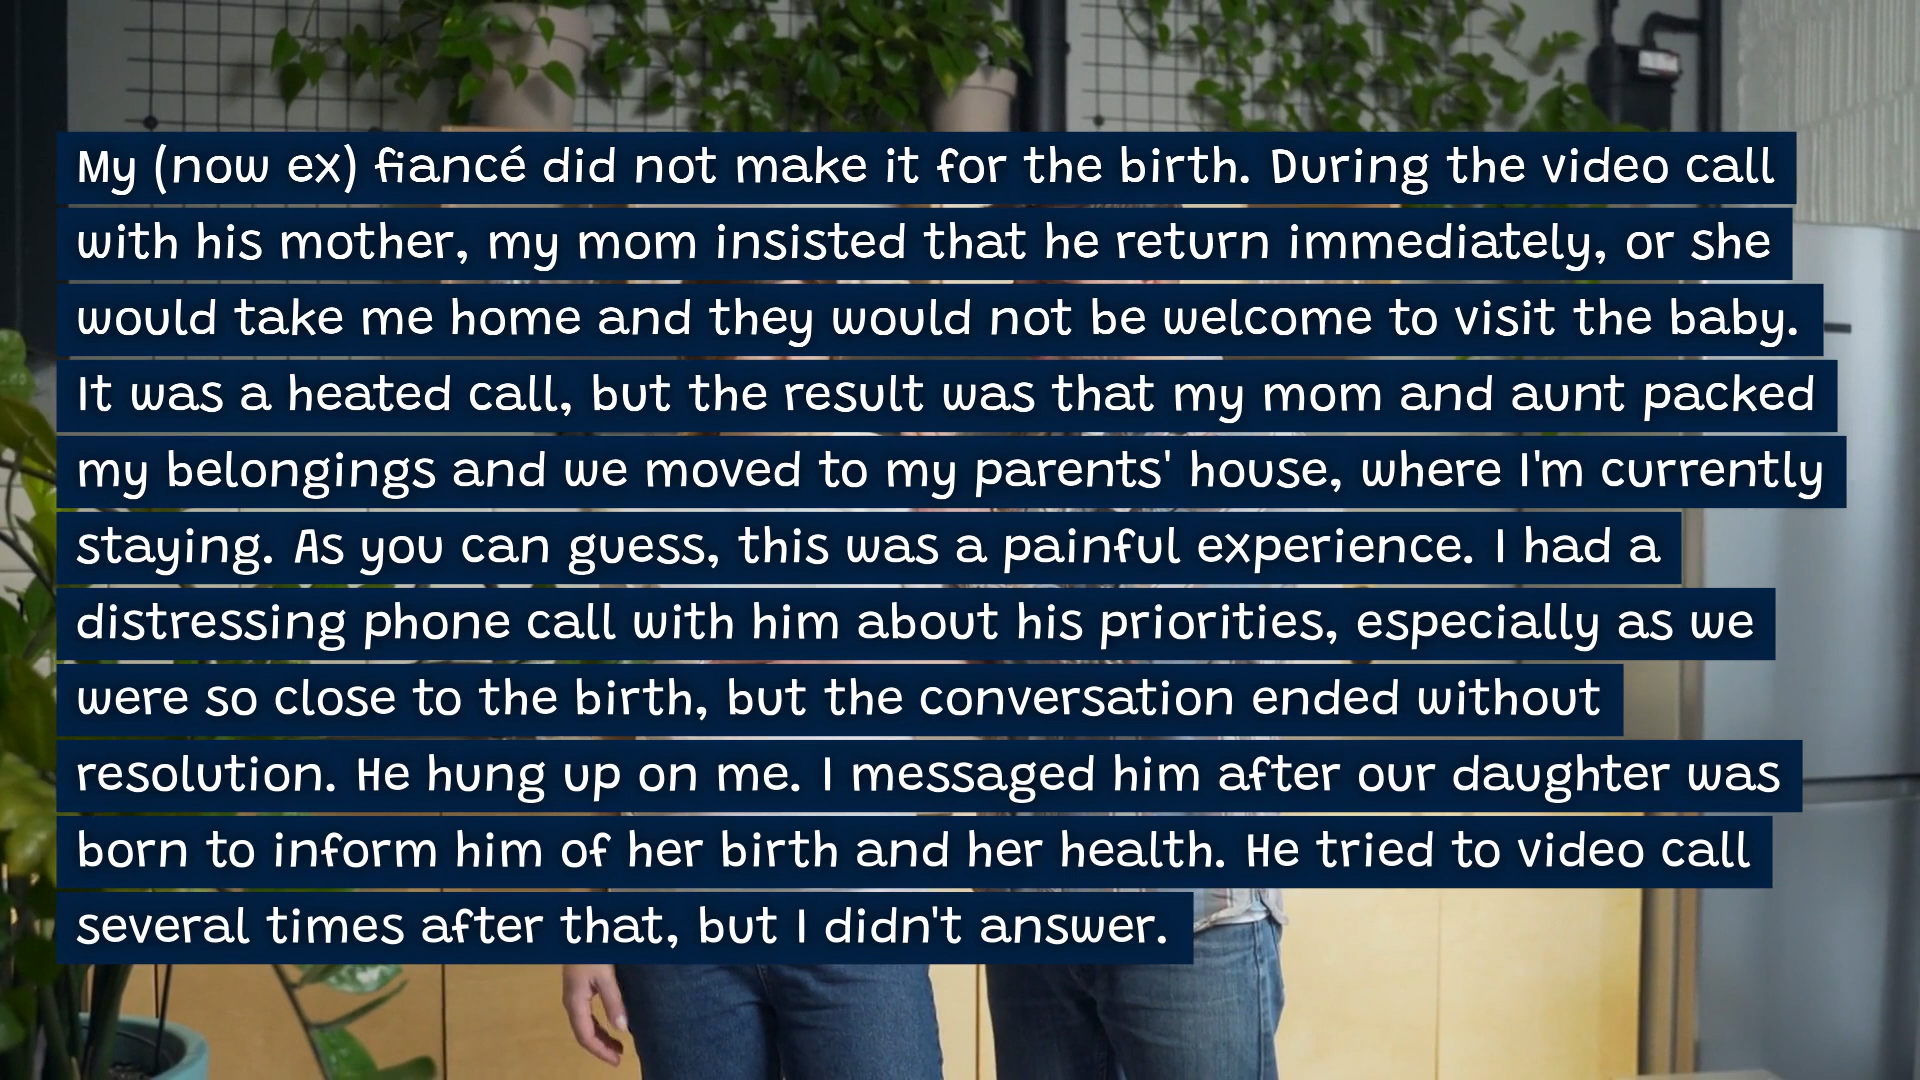 My (now ex) fiancé did not make it for the birth. During the video call
with his mother, my mom insisted that he return immediately, or she
would take me home and they would not be welcome to visit the baby.
It was a heated call, but the result was that my mom and aunt packed
my belongings and we moved to my parents' house, where I'm currently
staying. As you can guess, this was a painful experience. I had a
distressing phone call with him about his priorities, especially as we
were so close to the birth, but the conversation ended without
resolution. He hung up on me. I messaged him after our daughter was
born to inform him of her birth and her health. He tried to video call
several times after that, but I didn't answer.